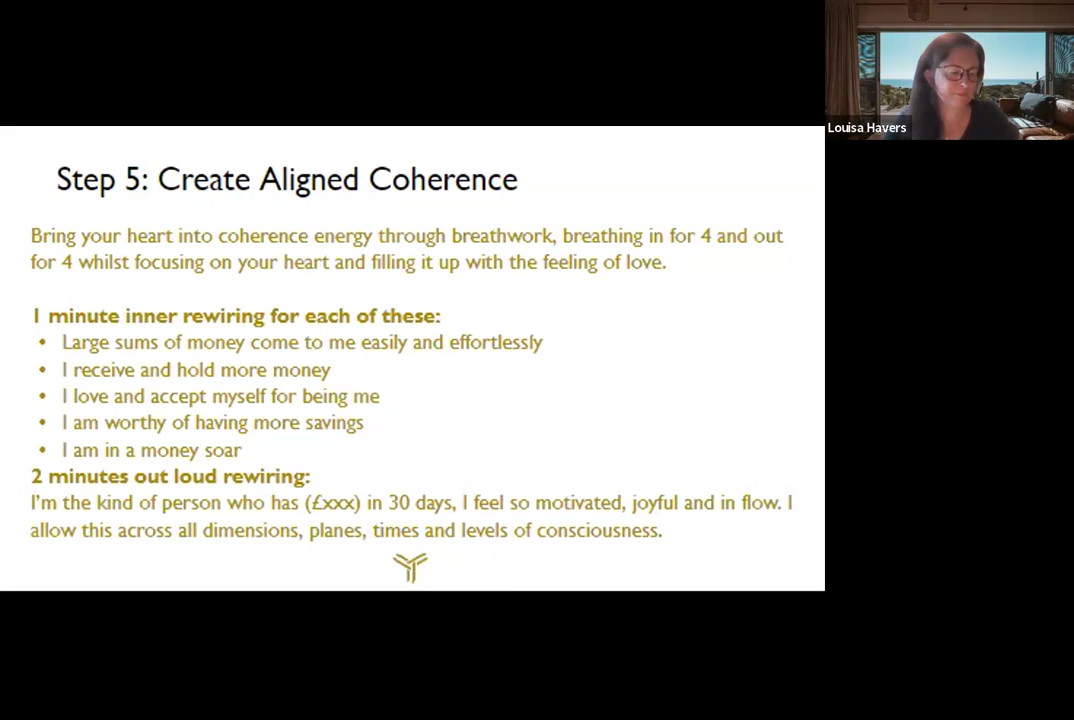 Louisa Havers
Step 5: Create Aligned Coherence
Bring your heart into coherence energy through breathwork, breathing in for 4 and out
for 4 whilst focusing on your heart and filling it up with the feeling of love.
1 minute inner rewiring for each of these:
• Large sums of money come to me easily and effortlessly
• I receive and hold more money
• I love and accept myself for being me
• I am worthy of having more savings
• I am in a money soar
2 minutes out loud rewiring:
I'm the kind of person who has (£xxx) in 30 days, I feel so motivated, joyful and in flow. I
allow this across all dimensions, planes, times and levels of consciousness.